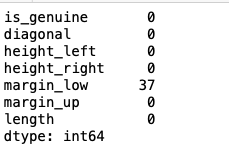 is_genuine 0
diagonal 0
height_left 0
height_right 0
margin_low 37
margin_up 0
length 0
dtype: int64